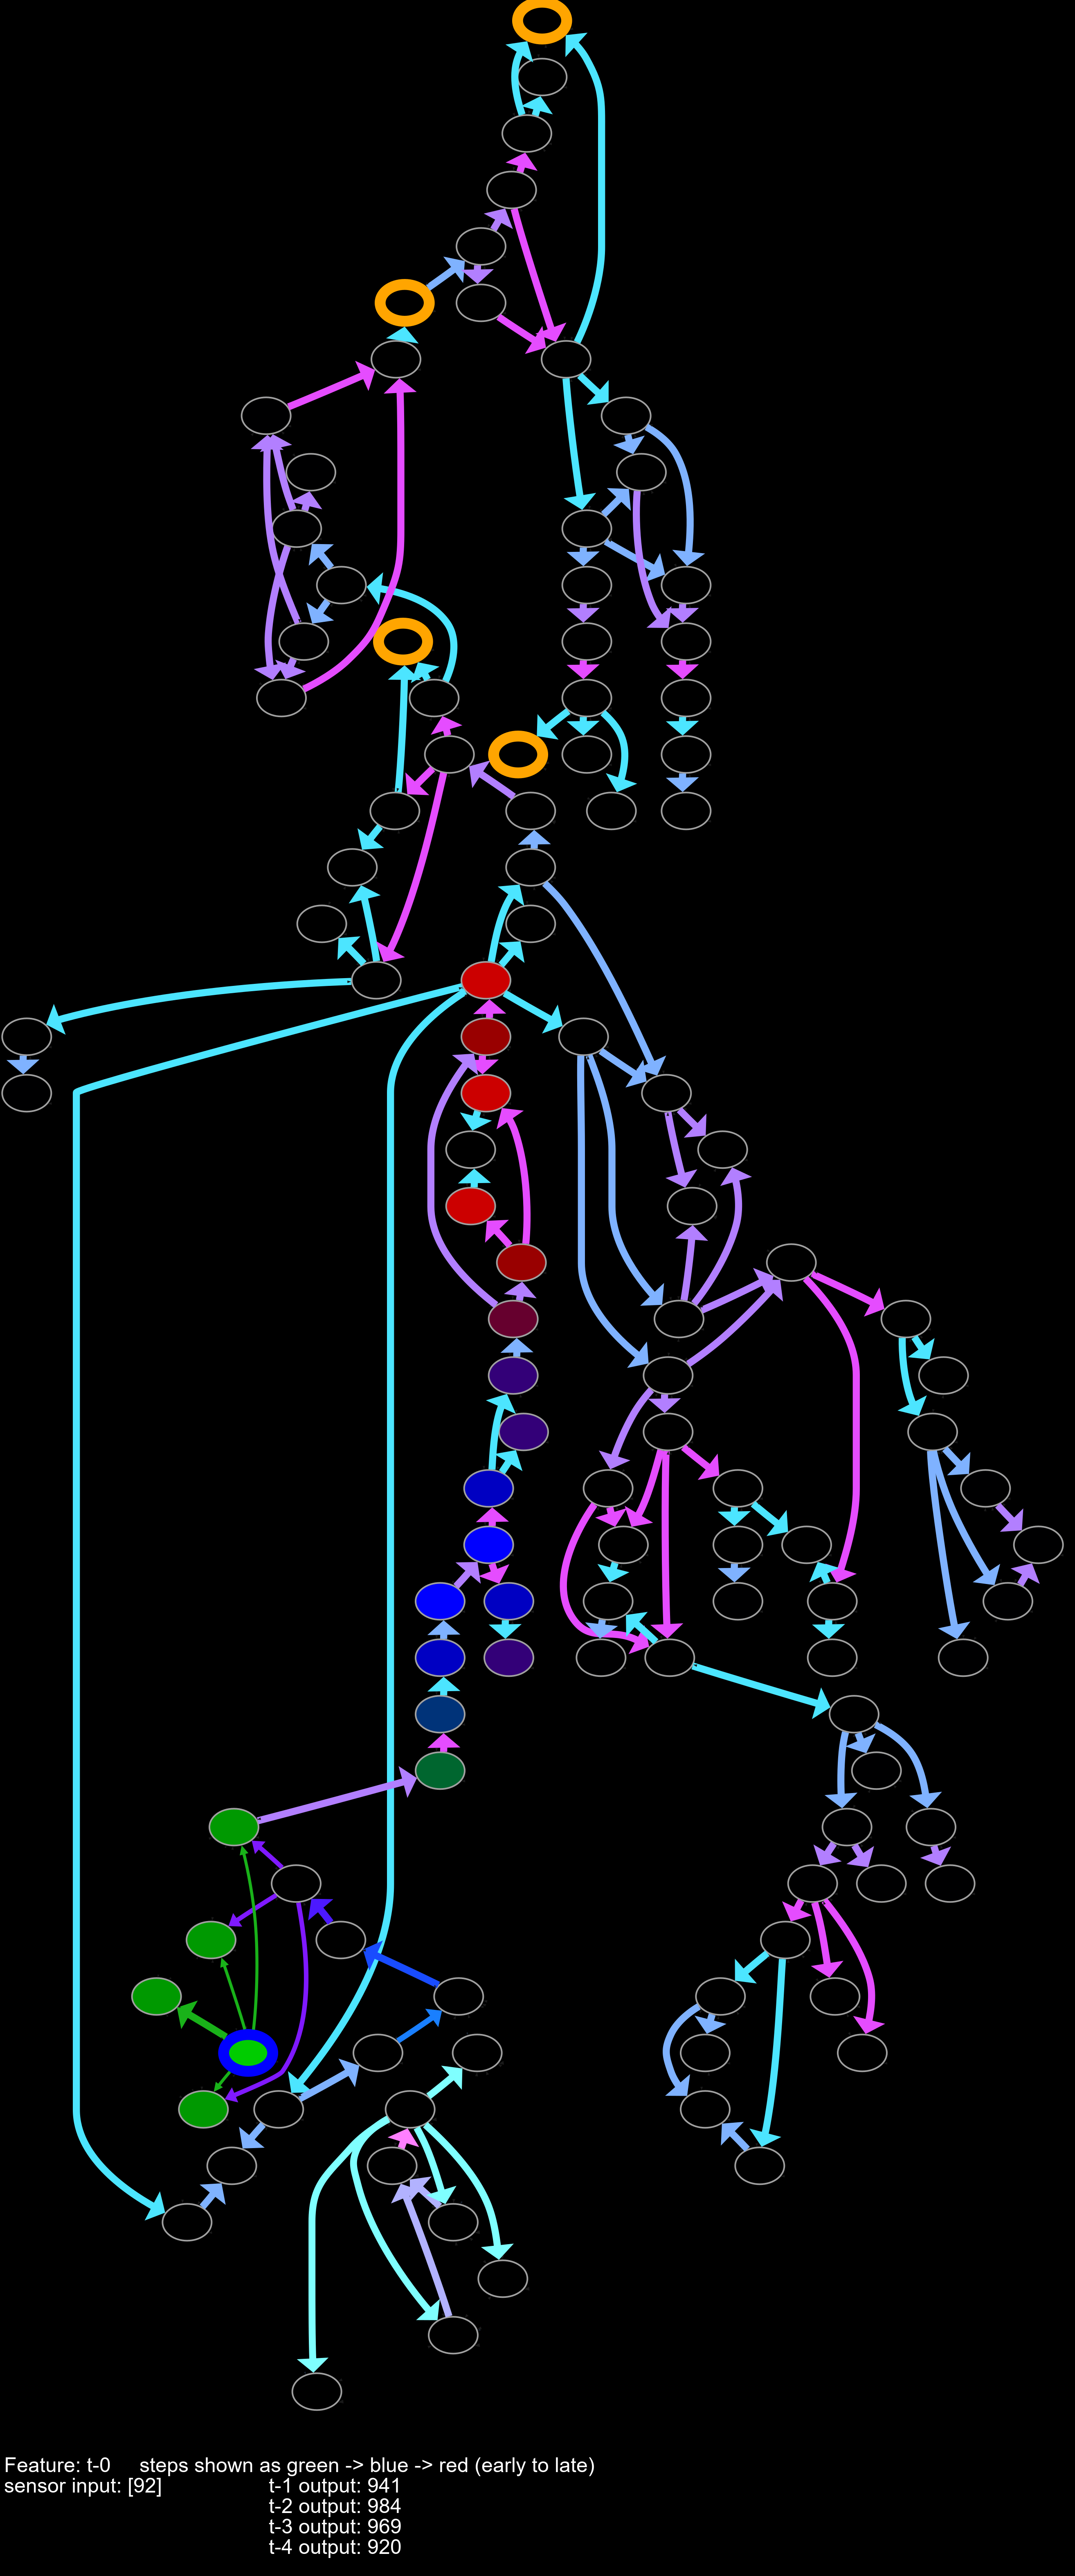 Feature: t-0 steps shown as green -> blue -> red (early to late)
sensor input: [92] t-1 output: 941
t-2 output: 984
t-3 output: 969
t-4 output: 920